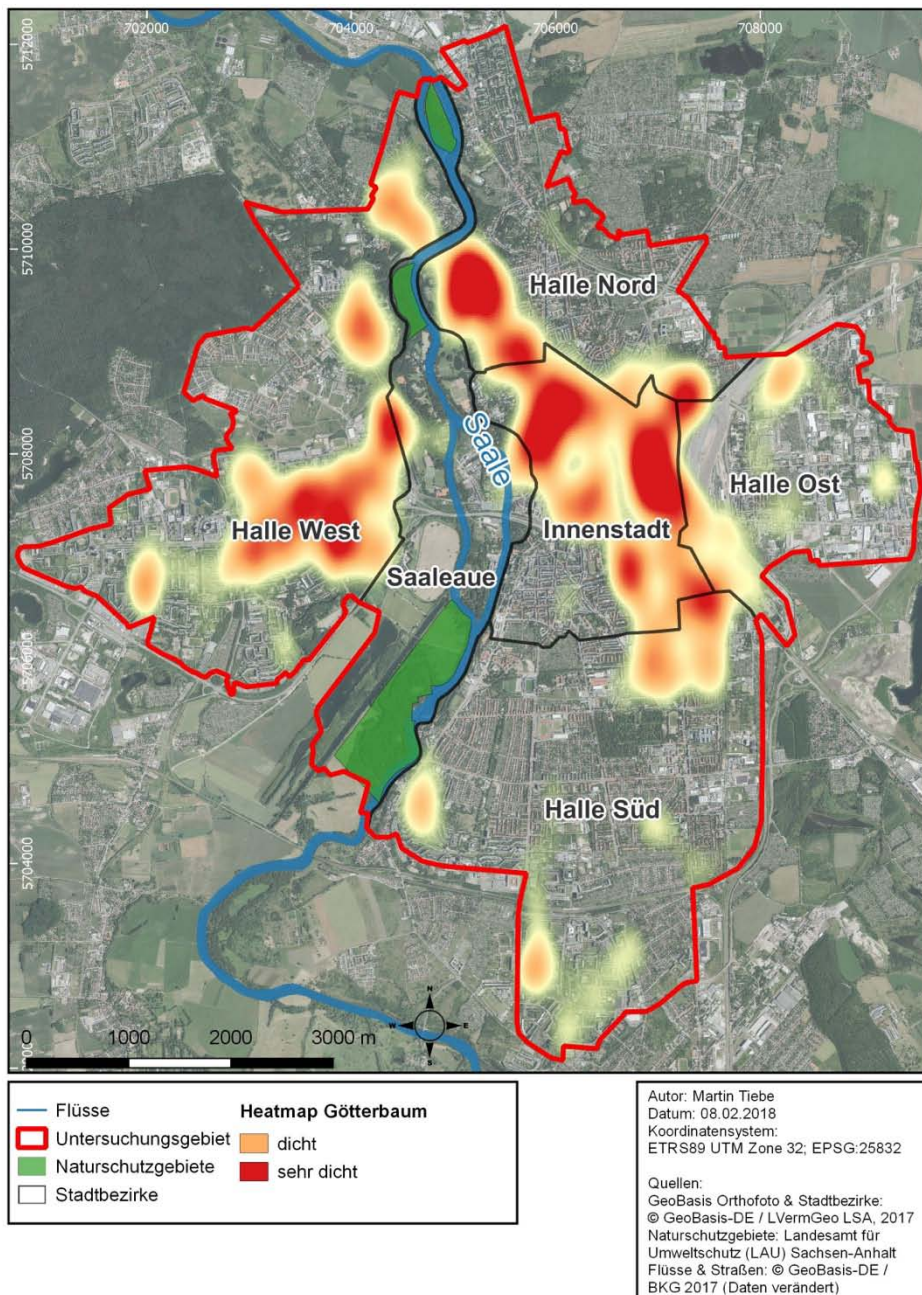 702000
704000
706000
708000
5712000
5710000
5708000
5706000
5704000
Halle Nord
Saale
Halle West
Halle Ost
Innenstadt
Saaleaue
Halle Süd
N
W
E
S
0
1000
2000
3000 m
Flüsse
Untersuchungsgebiet
Naturschutzgebiete
Stadtbezirke
Heatmap Götterbaum
dicht
sehr dicht
Autor: Martin Tiebe
Datum: 08.02.2018
Koordinatensystem:
ETRS89 UTM Zone 32; EPSG:25832
Quellen:
GeoBasis Orthofoto & Stadtbezirke:
© GeoBasis-DE / LVermGeo LSA, 2017
Naturschutzgebiete: Landesamt für
Umweltschutz (LAU) Sachsen-Anhalt
Flüsse & Straßen: © GeoBasis-DE /
BKG 2017 (Daten verändert)